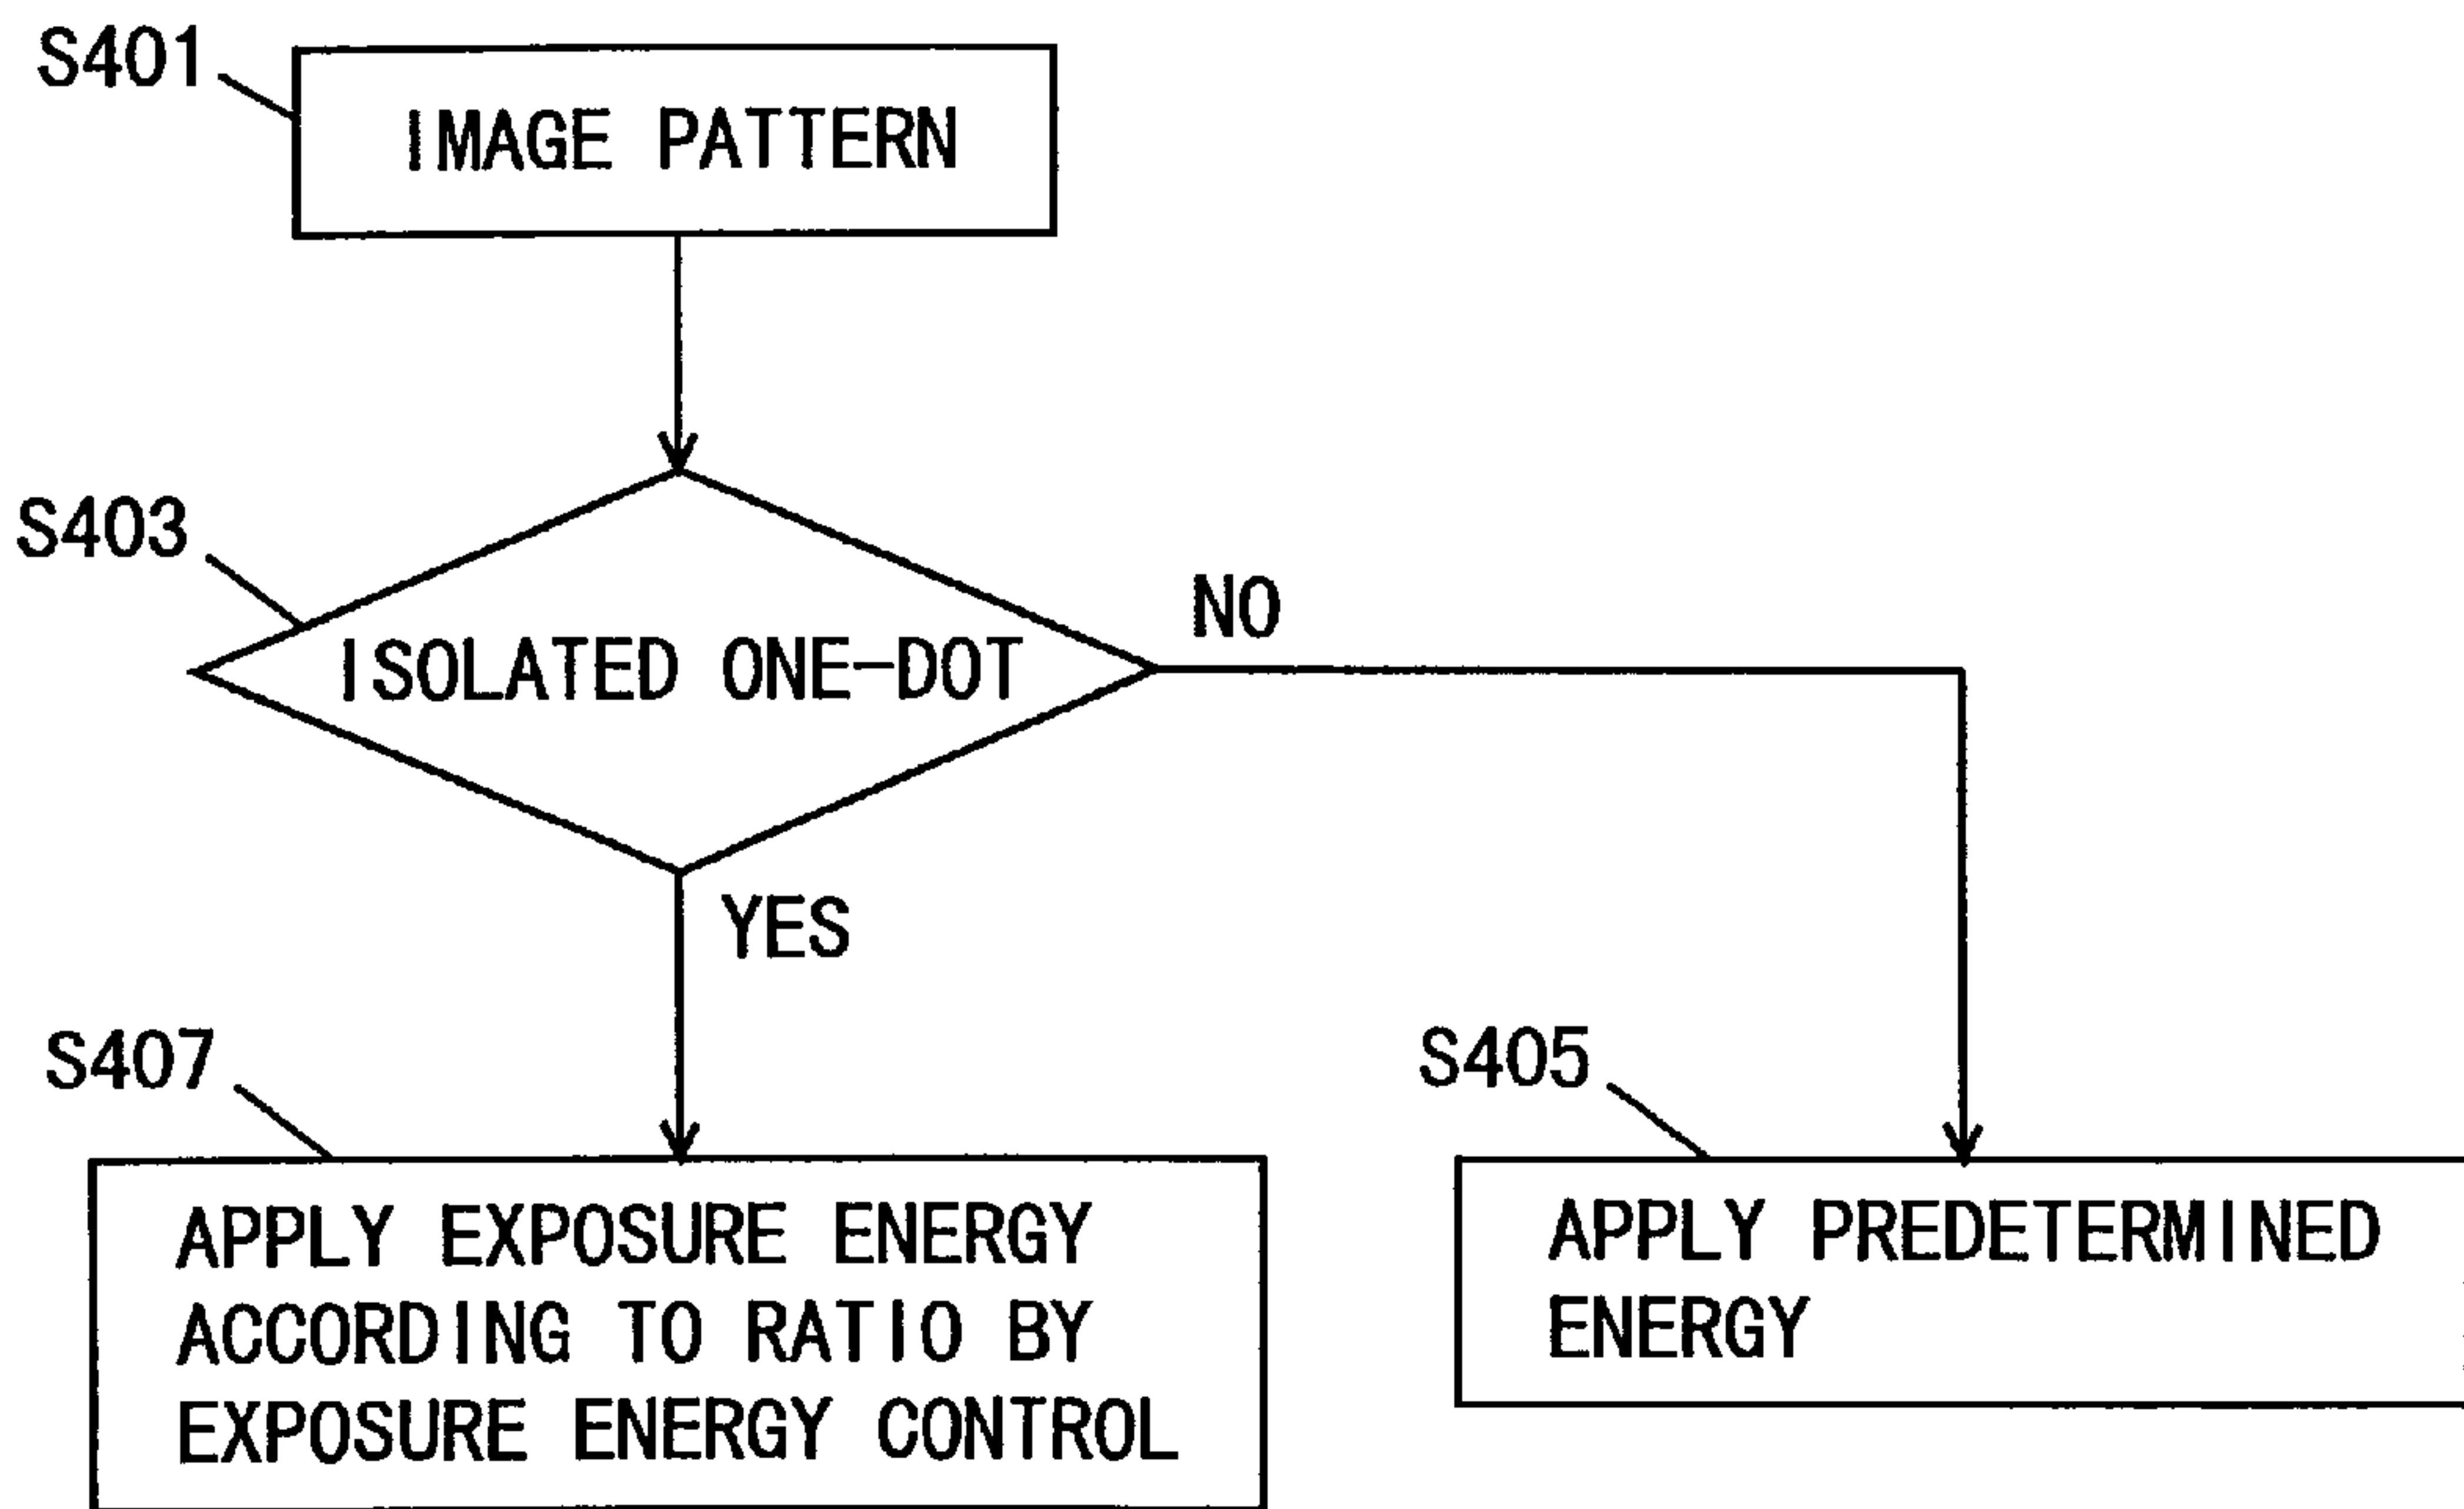 S401
IMAGE PATTERN
S403
ISOLATED ONE-DOT
NO
YES
S407
APPLY EXPOSURE ENERGY
ACCORDING TO RATIO BY
EXPOSURE ENERGY CONTROL
S405
APPLY PREDETERMINED
ENERGY